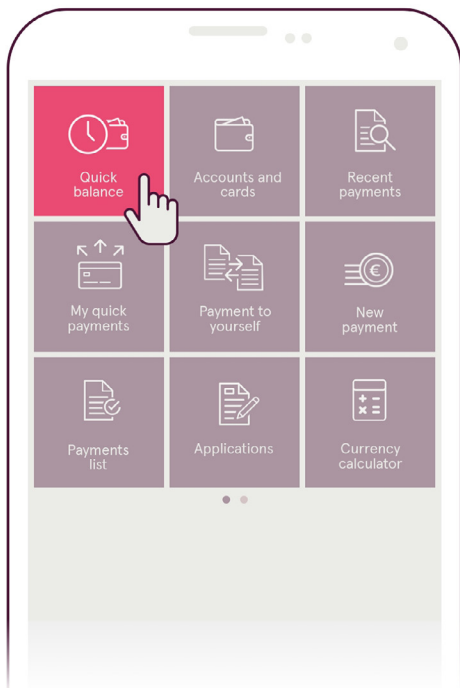 Quick
balance
Accounts and
cards
Recent
payments
My quick
payments
Payment to
yourself
New
payment
Payments
list
Applications
Currency
calculator